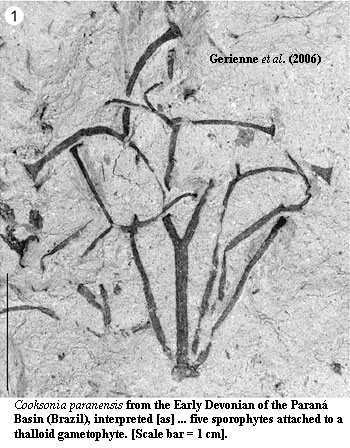 1
Gerienne et al. (2006)
Cooksonia paranensis from the Early Devonian of the Paraná
Basin (Brazil), interpreted [as] ... five sporophytes attached to a
thalloid gametophyte. [Scale bar = 1 cm].